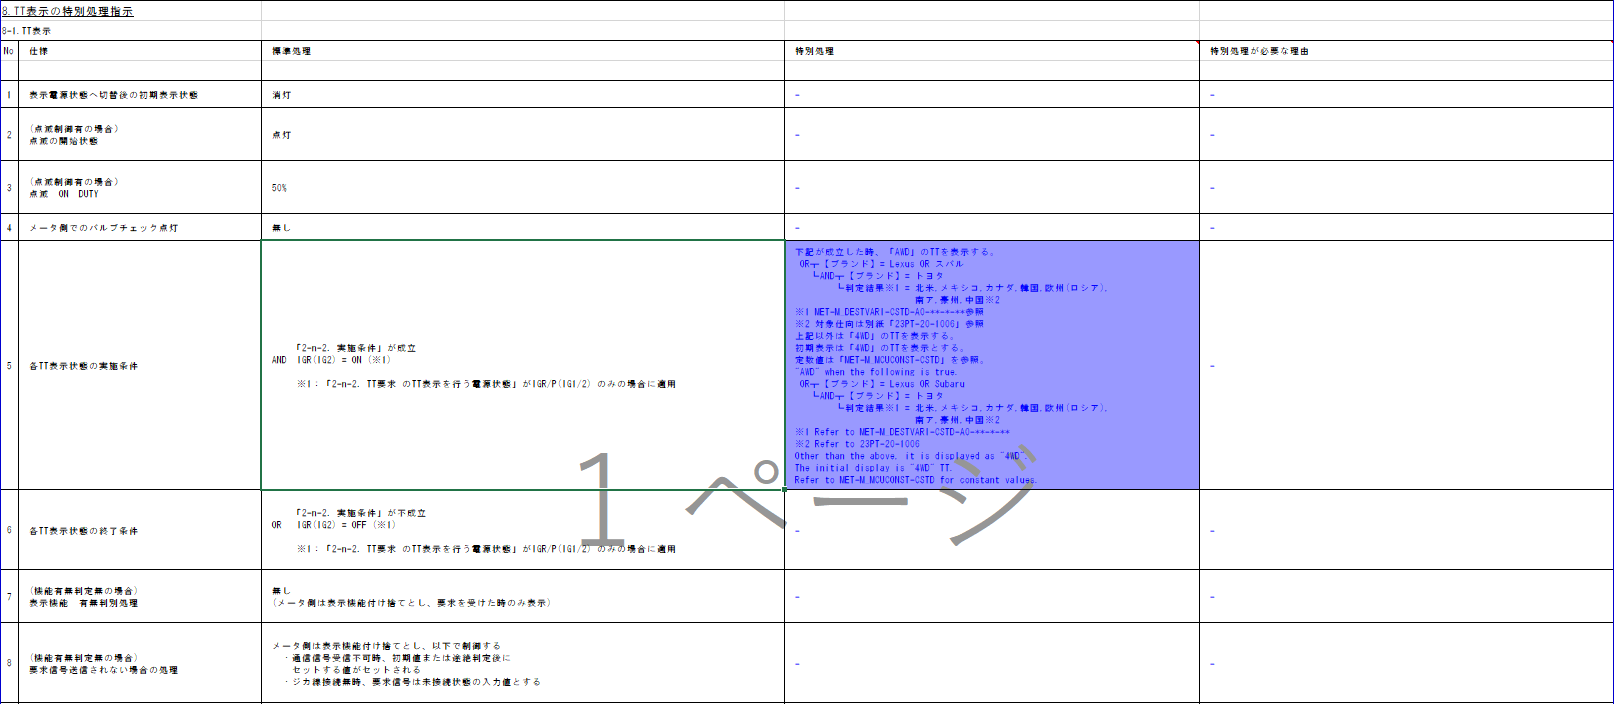 8.TT表示の特別処理指示
8-1.TT表示
No 仕様 標準処理 特別処理 特別処理が必要な理由
1 表示電源状態へ切替後の初期表示状態 消灯 - -
2 (点滅制御有の場合)
点滅の開始状態 点灯 - -
3 (点滅制御有の場合)
点滅 ON DUTY 50% - -
4 メータ側でのバルブチェック点灯 無し - -
5 各TT表示状態の実施条件
「2-n-2. 実施条件」が成立
AND IGR(IG2) = ON (※1)
※1:「2-n-2. TT要求 のTT表示を行う電源状態」がIGR/P(IG1/2) のみの場合に適用
下記が成立した時、「AWD」のTTを表示する。
OR┬【ブランド】= Lexus OR スバル
┗AND┬【ブランド】= トヨタ
┗判定結果※1 = 北米,メキシコ,カナダ,韓国,欧州(ロシア),
南ア,豪州,中国※2
※1 MET-M_DESTVARI-CSTD-A0-**-*-**参照
※2 対象仕向は別紙「23PT-20-1006」参照
上記以外は「4WD」のTTを表示する。
初期表示は「4WD」のTTを表示とする。
定数値は「MET-M_MCUCONST-CSTD」を参照。
"AWD" when the following is true.
OR┬【ブランド】= Lexus OR Subaru
┗AND┬【ブランド】= トヨタ
┗判定結果※1 = 北米,メキシコ,カナダ,韓国,欧州(ロシア),
南ア,豪州,中国※2
※1 Refer to MET-M_DESTVARI-CSTD-A0-**-*-**
※2 Refer to 23PT-20-1006
Other than the above, it is displayed as "4WD".
The initial display is "4WD" TT.
Refer to MET-M_MCUCONST-CSTD for constant values.
-
1 ページ
6 各TT表示状態の終了条件
「2-n-2. 実施条件」が不成立
OR IGR(IG2) = OFF (※1)
※1:「2-n-2. TT要求 のTT表示を行う電源状態」がIGR/P(IG1/2) のみの場合に適用
- -
7 (機能有無判定無の場合)
表示機能 有無判別処理
無し
(メータ側は表示機能付け捨てとし、要求を受けた時のみ表示)
- -
8 (機能有無判定無の場合)
要求信号送信されない場合の処理
メータ側は表示機能付け捨てとし、以下で制御する
・通信信号受信不可時、初期値または途絶判定後に
セットする値がセットされる
・ジカ線接続無時、要求信号は未接続状態の入力値とする
- -